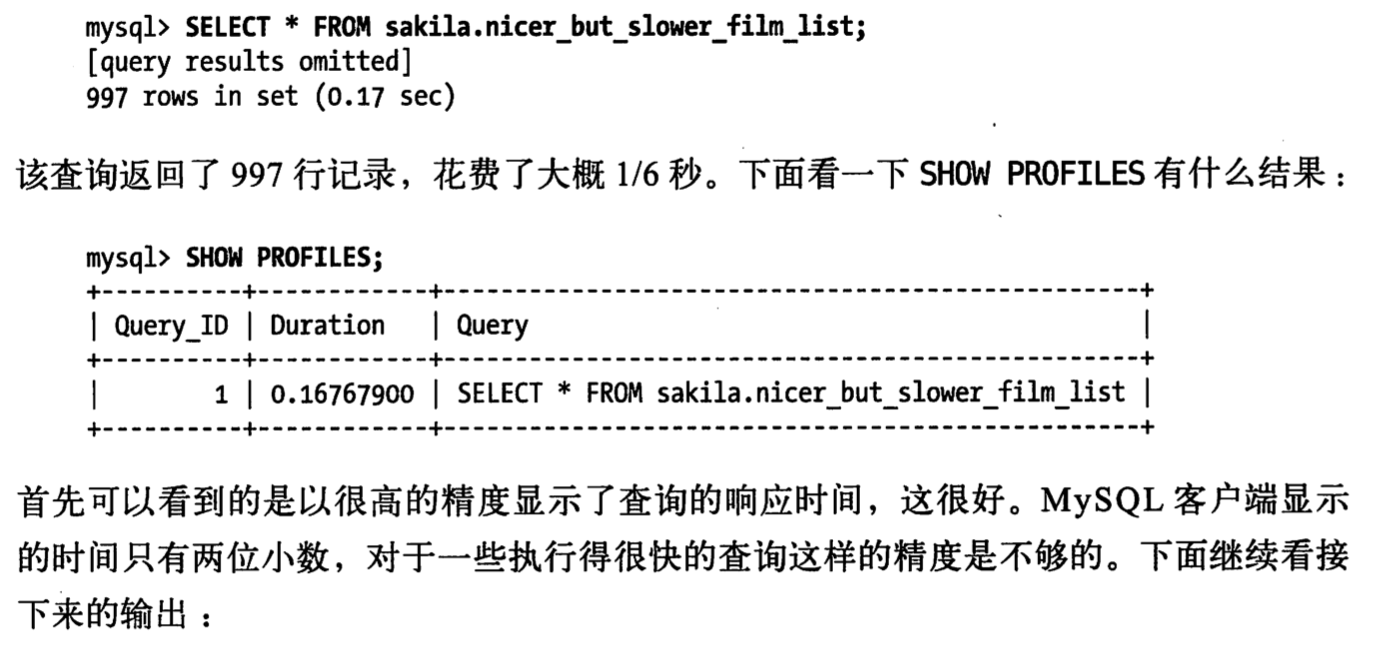 mysql> SELECT * FROM sakila.nicer_but_slower_film_list;
[query results omitted]
997 rows in set (0.17 sec)
该查询返回了 997 行记录，花费了大概 1/6 秒。下面看一下 SHOW PROFILES 有什么结果：
mysql> SHOW PROFILES;
+----------+------------+-------------------------------------------------+
| Query_ID | Duration   | Query                                           |
+----------+------------+-------------------------------------------------+
|        1 | 0.16767900 | SELECT * FROM sakila.nicer_but_slower_film_list |
+----------+------------+-------------------------------------------------+
首先可以看到的是以很高的精度显示了查询的响应时间，这很好。MySQL 客户端显示
的时间只有两位小数，对于一些执行得很快的查询这样的精度是不够的。下面继续看接
下来的输出：